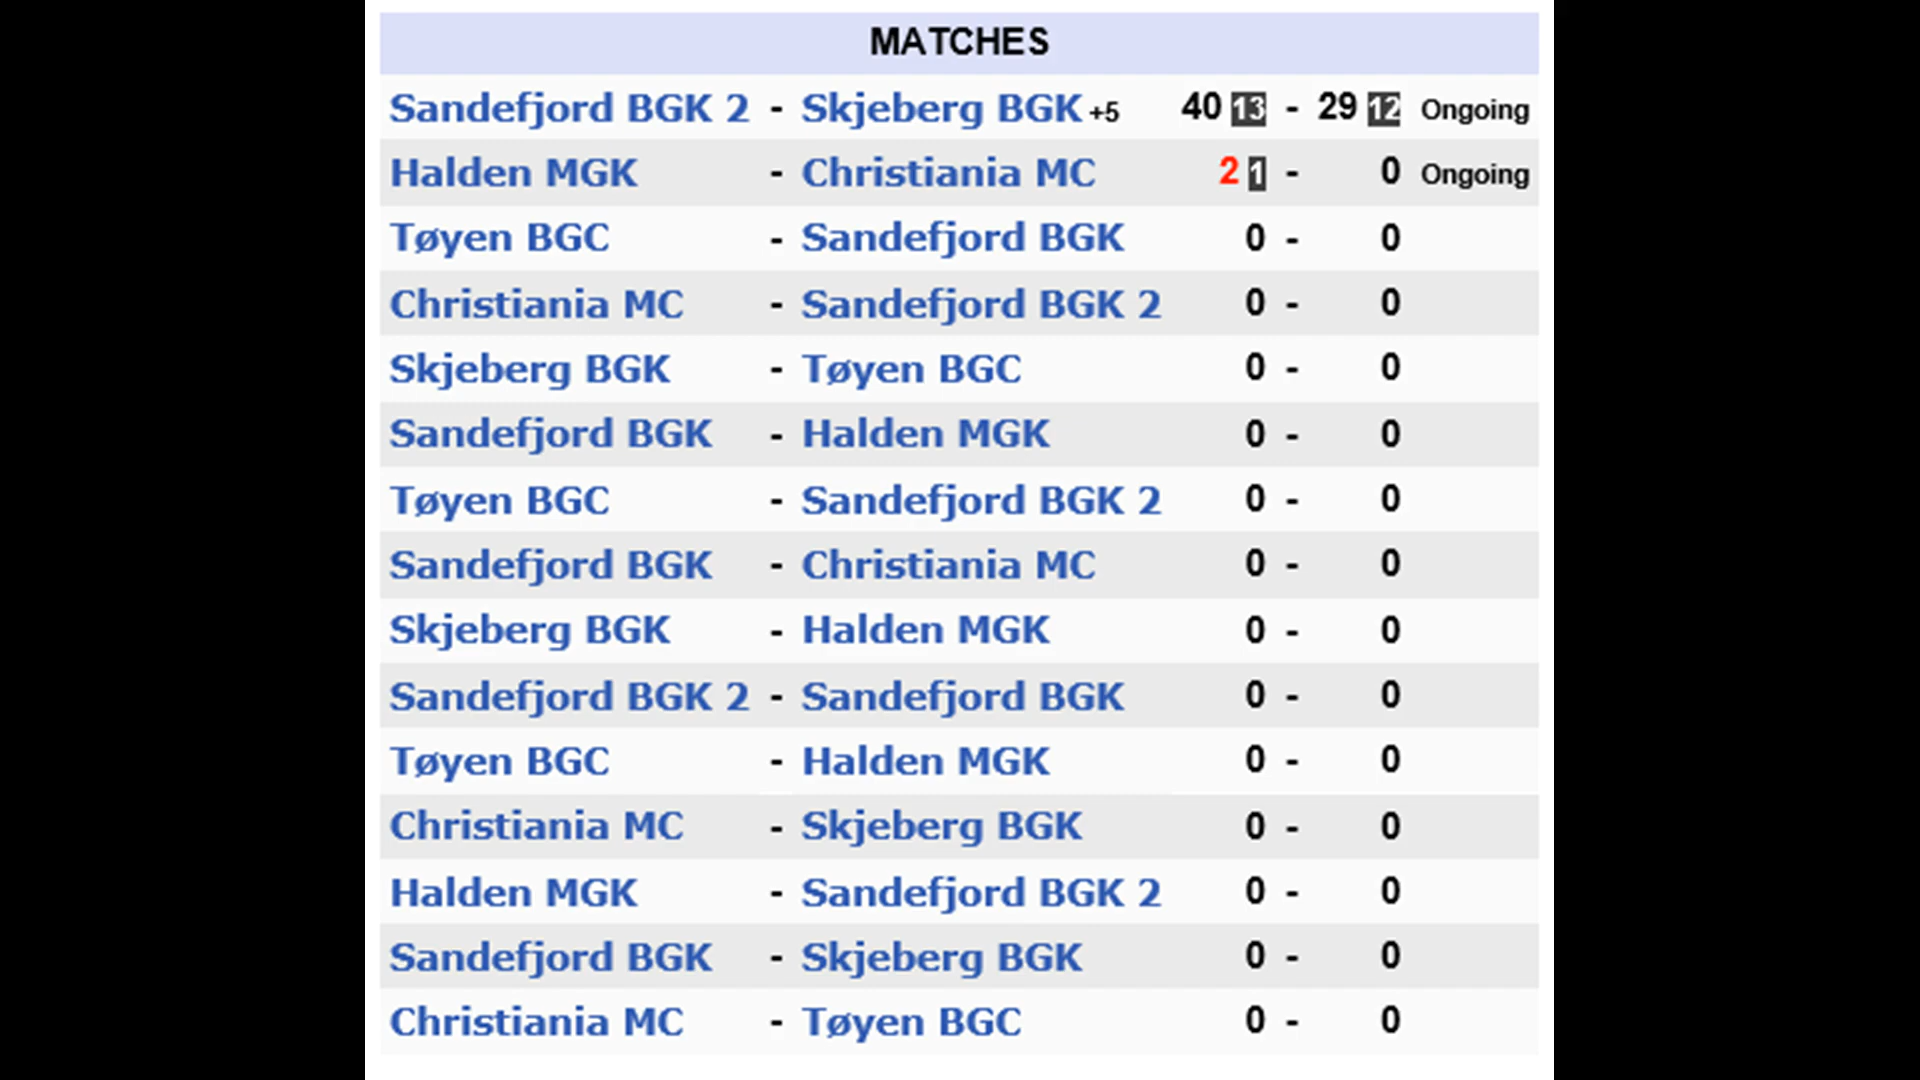 MATCHES
Sandefjord BGK 2 - Skjeberg BGK +5 40 13 - 29 12 Ongoing
Halden MGK - Christiania MC 2 1 - 0 Ongoing
Tøyen BGC - Sandefjord BGK 0 - 0
Christiania MC - Sandefjord BGK 2 0 - 0
Skjeberg BGK - Tøyen BGC 0 - 0
Sandefjord BGK - Halden MGK 0 - 0
Tøyen BGC - Sandefjord BGK 2 0 - 0
Sandefjord BGK - Christiania MC 0 - 0
Skjeberg BGK - Halden MGK 0 - 0
Sandefjord BGK 2 - Sandefjord BGK 0 - 0
Tøyen BGC - Halden MGK 0 - 0
Christiania MC - Skjeberg BGK 0 - 0
Halden MGK - Sandefjord BGK 2 0 - 0
Sandefjord BGK - Skjeberg BGK 0 - 0
Christiania MC - Tøyen BGC 0 - 0